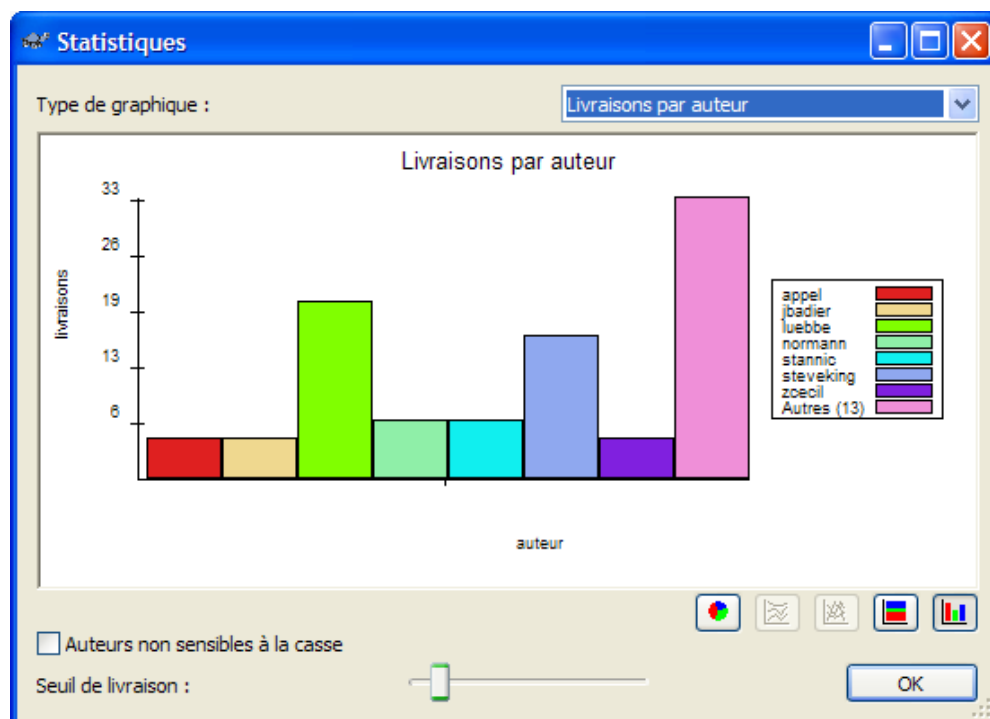 Statistiques
Type de graphique :
Livraisons par auteur
Livraisons par auteur
livraisons
33
26
19
13
6
auteur
appel
jbadier
luebbe
normann
stannic
steveking
zcecil
Autres (13)
Auteurs non sensibles à la casse
Seuil de livraison :
OK